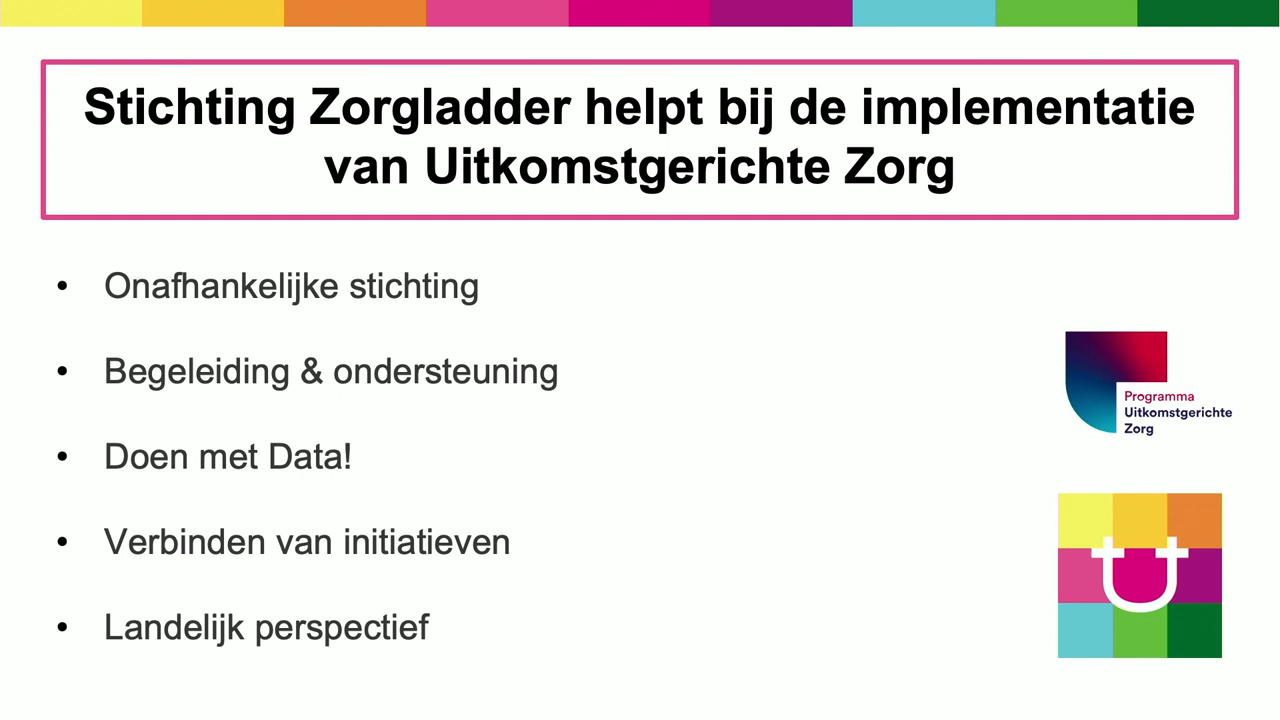 Stichting Zorgladder helpt bij de implementatie
van Uitkomstgerichte Zorg
• Onafhankelijke stichting
• Begeleiding & ondersteuning
• Doen met Data!
• Verbinden van initiatieven
• Landelijk perspectief
Programma
Uitkomstgerichte
Zorg